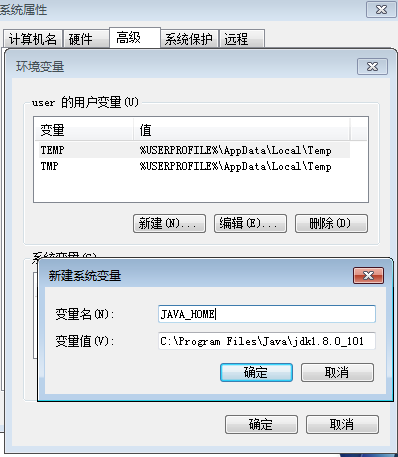 系统属性
计算机名 硬件 高级 系统保护 远程
环境变量
user 的用户变量(U)
变量 值
TEMP %USERPROFILE%\AppData\Local\Temp
TMP %USERPROFILE%\AppData\Local\Temp
新建(N)... 编辑(E)... 删除(D)
系统变量(S)
新建系统变量
变量名(N): JAVA_HOME
变量值(V): C:\Program Files\Java\jdk1.8.0_101
确定 取消
确定 取消